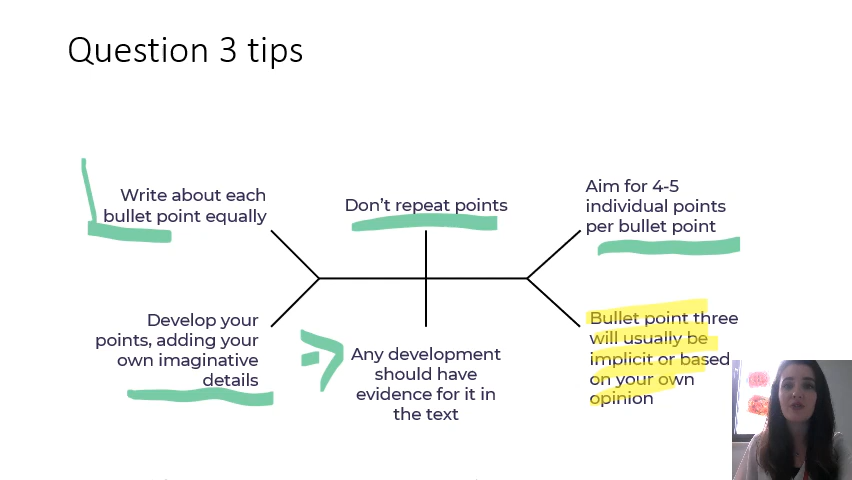 Question 3 tips
Write about each
bullet point equally
Don’t repeat points
Aim for 4-5
individual points
per bullet point
Develop your
points, adding your
own imaginative
details
Any development
should have
evidence for it in
the text
Bullet point three
will usually be
implicit or based
on your own
opinion